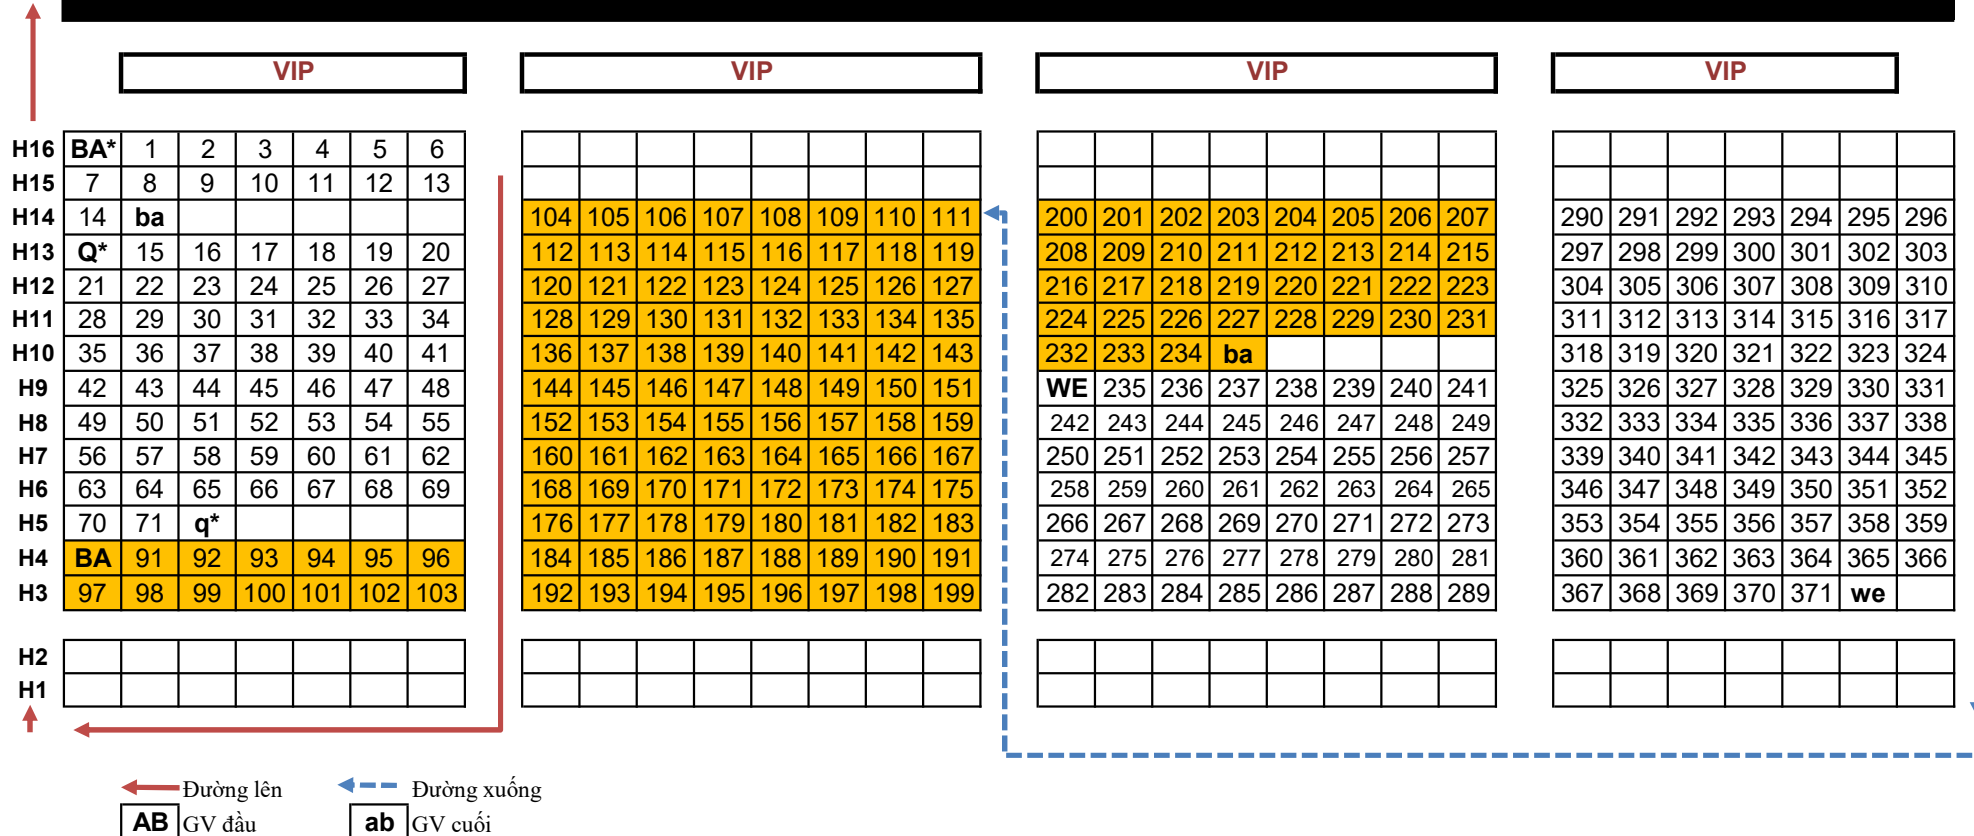 VIP VIP VIP VIP
H16 BA* 1 2 3 4 5 6
H15 7 8 9 10 11 12 13
H14 14 ba 104 105 106 107 108 109 110 111 200 201 202 203 204 205 206 207 290 291 292 293 294 295 296
H13 Q* 15 16 17 18 19 20 112 113 114 115 116 117 118 119 208 209 210 211 212 213 214 215 297 298 299 300 301 302 303
H12 21 22 23 24 25 26 27 120 121 122 123 124 125 126 127 216 217 218 219 220 221 222 223 304 305 306 307 308 309 310
H11 28 29 30 31 32 33 34 128 129 130 131 132 133 134 135 224 225 226 227 228 229 230 231 311 312 313 314 315 316 317
H10 35 36 37 38 39 40 41 136 137 138 139 140 141 142 143 232 233 234 ba 318 319 320 321 322 323 324
H9 42 43 44 45 46 47 48 144 145 146 147 148 149 150 151 WE 235 236 237 238 239 240 241 325 326 327 328 329 330 331
H8 49 50 51 52 53 54 55 152 153 154 155 156 157 158 159 242 243 244 245 246 247 248 249 332 333 334 335 336 337 338
H7 56 57 58 59 60 61 62 160 161 162 163 164 165 166 167 250 251 252 253 254 255 256 257 339 340 341 342 343 344 345
H6 63 64 65 66 67 68 69 168 169 170 171 172 173 174 175 258 259 260 261 262 263 264 265 346 347 348 349 350 351 352
H5 70 71 q* 176 177 178 179 180 181 182 183 266 267 268 269 270 271 272 273 353 354 355 356 357 358 359
H4 BA 91 92 93 94 95 96 184 185 186 187 188 189 190 191 274 275 276 277 278 279 280 281 360 361 362 363 364 365 366
H3 97 98 99 100 101 102 103 192 193 194 195 196 197 198 199 282 283 284 285 286 287 288 289 367 368 369 370 371 we
H2
H1
Đường lên Đường xuống
AB GV đầu ab GV cuối